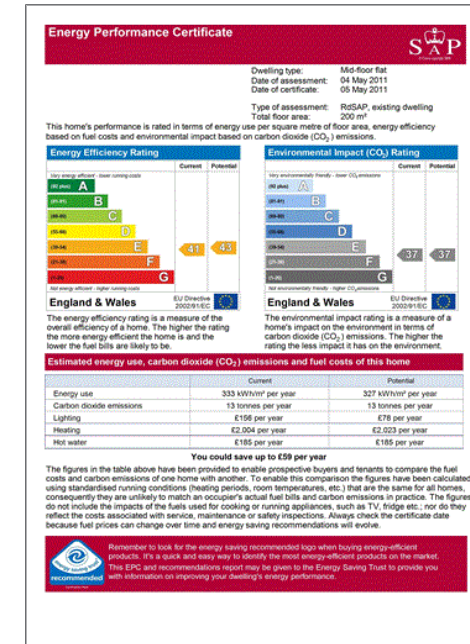 Energy Performance Certificate
SAP
Dwelling type: Mid-floor flat
Date of assessment: 04 May 2011
Date of certificate: 05 May 2011
Type of assessment: RdSAP, existing dwelling
Total floor area: 200 m²
This home's performance is rated in terms of energy use per square metre of floor area, energy efficiency
based on fuel costs and environmental impact based on carbon dioxide (CO₂) emissions.
Energy Efficiency Rating
Current Potential
Very energy efficient - lower running costs
(92 plus) A
(81-91) B
(69-80) C
(55-68) D
(39-54) E
(21-38) F
(1-20) G
41 43
Not energy efficient - higher running costs
England & Wales
EU Directive
2002/91/EC
The energy efficiency rating is a measure of the
overall efficiency of a home. The higher the rating
the more energy efficient the home is and the
lower the fuel bills are likely to be.
Environmental Impact (CO₂) Rating
Current Potential
Very environmentally friendly - lower CO₂ emissions
(92 plus) A
(81-91) B
(69-80) C
(55-68) D
(39-54) E
(21-38) F
(1-20) G
37 37
Not environmentally friendly - higher CO₂ emissions
England & Wales
EU Directive
2002/91/EC
The environmental impact rating is a measure of a
home's impact on the environment in terms of
carbon dioxide (CO₂) emissions. The higher the
rating the less impact it has on the environment.
Estimated energy use, carbon dioxide (CO₂) emissions and fuel costs of this home
Current Potential
Energy use 333 kWh/m² per year 327 kWh/m² per year
Carbon dioxide emissions 13 tonnes per year 13 tonnes per year
Lighting £156 per year £78 per year
Heating £2,004 per year £2,023 per year
Hot water £185 per year £185 per year
You could save up to £59 per year
The figures in the table above have been provided to enable prospective buyers and tenants to compare the fuel
costs and carbon emissions of one home with another. To enable this comparison the figures have been calculated
using standardised running conditions (heating periods, room temperatures, etc.) that are the same for all homes,
consequently they are unlikely to match an occupier's actual fuel bills and carbon emissions in practice. The figures
do not include the impacts of the fuels used for cooking or running appliances, such as TV, fridge etc.; nor do they
reflect the costs associated with service, maintenance or safety inspections. Always check the certificate date
because fuel prices can change over time and energy saving recommendations will evolve.
energy saving trust
recommended
Remember to look for the energy saving recommended logo when buying energy-efficient
products. It's a quick and easy way to identify the most energy-efficient products on the market.
This EPC and recommendations report may be given to the Energy Saving Trust to provide you
with information on improving your dwelling's energy performance.